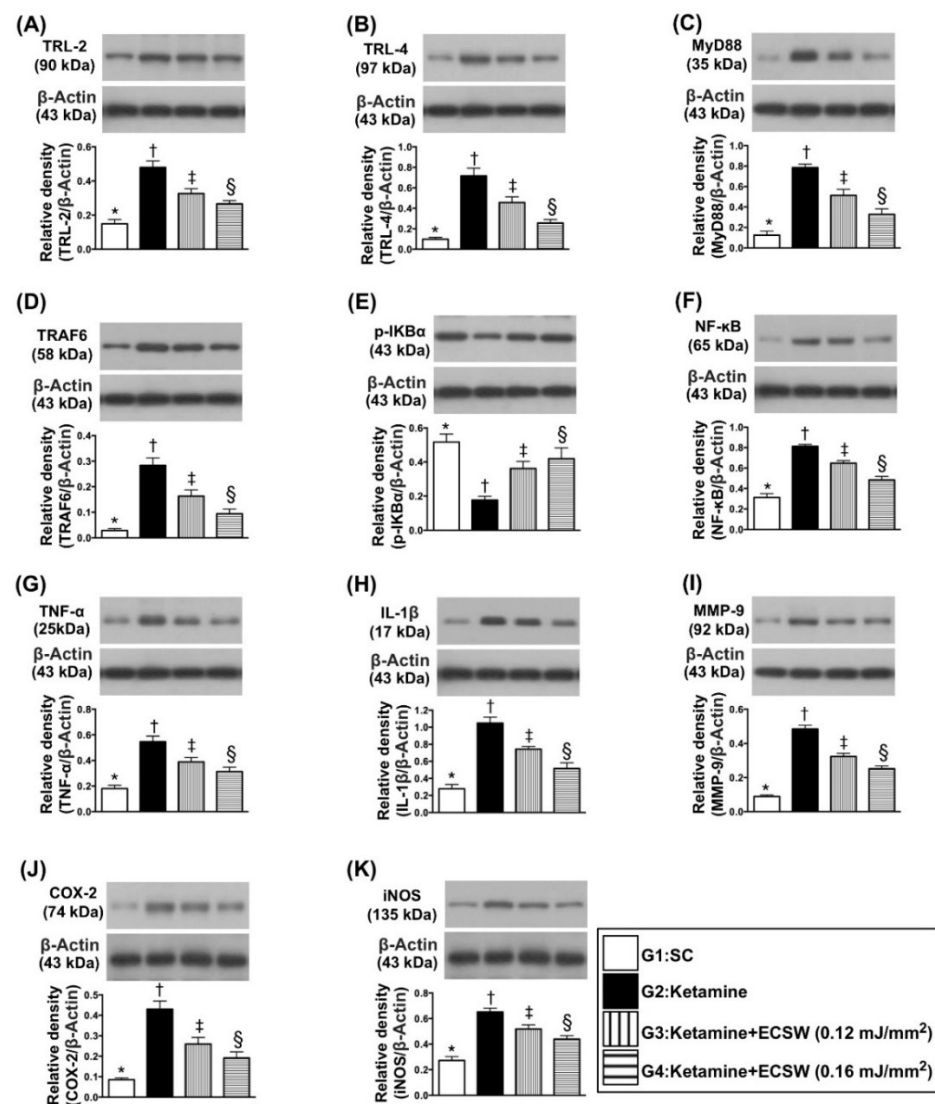 (A)
TRL-2
(90 kDa)
β-Actin
(43 kDa)
Relative density
(TRL-2/β-Actin)
0.6
0.4
0.2
0.0
*
†
‡
§
(B)
TRL-4
(97 kDa)
β-Actin
(43 kDa)
Relative density
(TRL-4/β-Actin)
1.0
0.8
0.6
0.4
0.2
0.0
*
†
‡
§
(C)
MyD88
(35 kDa)
β-Actin
(43 kDa)
Relative density
(MyD88/β-Actin)
1.0
0.8
0.6
0.4
0.2
0.0
*
†
‡
§
(D)
TRAF6
(58 kDa)
β-Actin
(43 kDa)
Relative density
(TRAF6/β-Actin)
0.4
0.3
0.2
0.1
0.0
*
†
‡
§
(E)
p-IKBα
(43 kDa)
β-Actin
(43 kDa)
Relative density
(p-IKBα/β-Actin)
0.6
0.4
0.2
0.0
*
†
‡
§
(F)
NF-κB
(65 kDa)
β-Actin
(43 kDa)
Relative density
(NF-κB/β-Actin)
1.0
0.8
0.6
0.4
0.2
0.0
*
†
‡
§
(G)
TNF-α
(25kDa)
β-Actin
(43 kDa)
Relative density
(TNF-α/β-Actin)
0.8
0.6
0.4
0.2
0.0
*
†
‡
§
(H)
IL-1β
(17 kDa)
β-Actin
(43 kDa)
Relative density
(IL-1β/β-Actin)
1.2
1.0
0.8
0.6
0.4
0.2
0.0
*
†
‡
§
(I)
MMP-9
(92 kDa)
β-Actin
(43 kDa)
Relative density
(MMP-9/β-Actin)
0.6
0.4
0.2
0.0
*
†
‡
§
(J)
COX-2
(74 kDa)
β-Actin
(43 kDa)
Relative density
(COX-2/β-Actin)
0.5
0.4
0.3
0.2
0.1
0.0
*
†
‡
§
(K)
iNOS
(135 kDa)
β-Actin
(43 kDa)
Relative density
(iNOS/β-Actin)
0.8
0.6
0.4
0.2
0.0
*
†
‡
§
G1:SC
G2:Ketamine
G3:Ketamine+ECSW (0.12 mJ/mm²)
G4:Ketamine+ECSW (0.16 mJ/mm²)